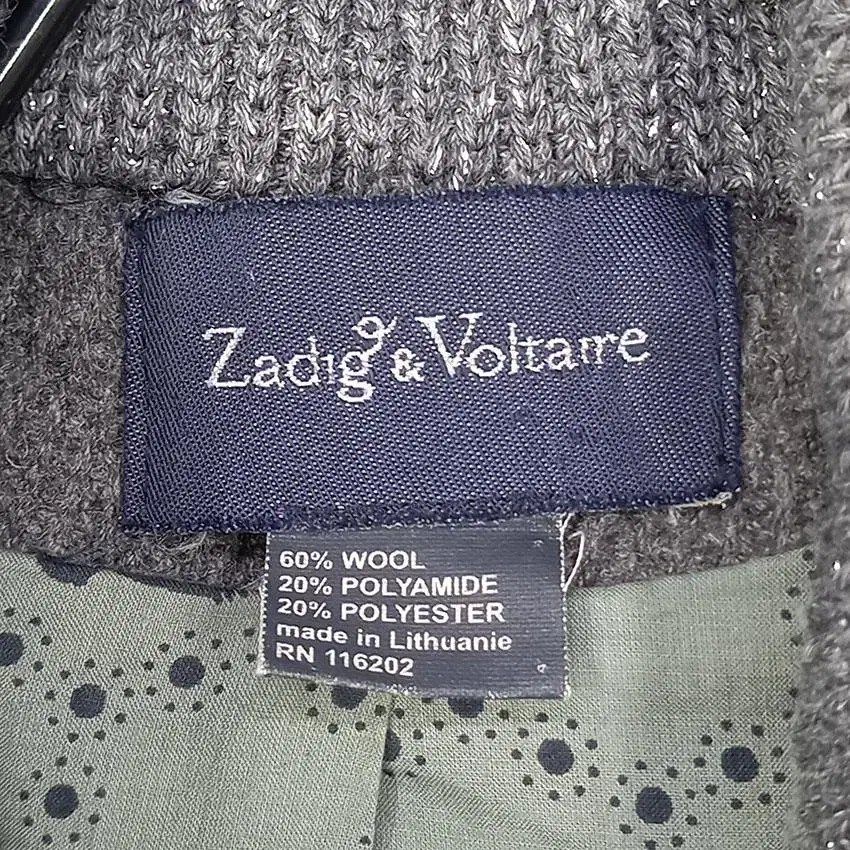 Zadig & Voltaire
60% WOOL
20% POLYAMIDE
20% POLYESTER
made in Lithuanie
RN 116202